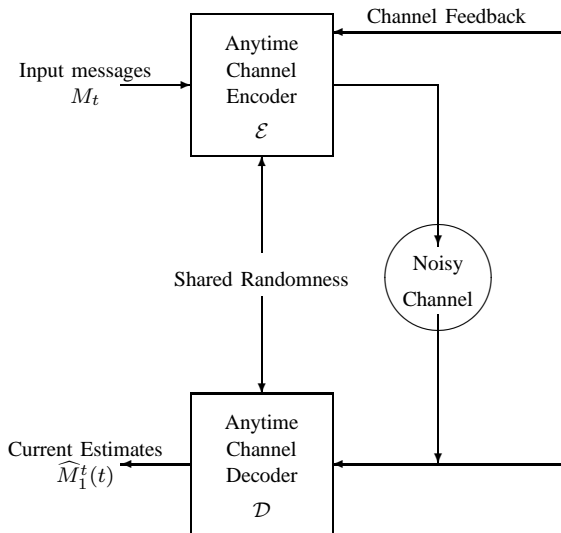 Channel Feedback
Anytime
Channel
Encoder
ℰ
Input messages
M_t
Noisy
Channel
Shared Randomness
Anytime
Channel
Decoder
𝒟
Current Estimates
\widehat{M}_1^t(t)